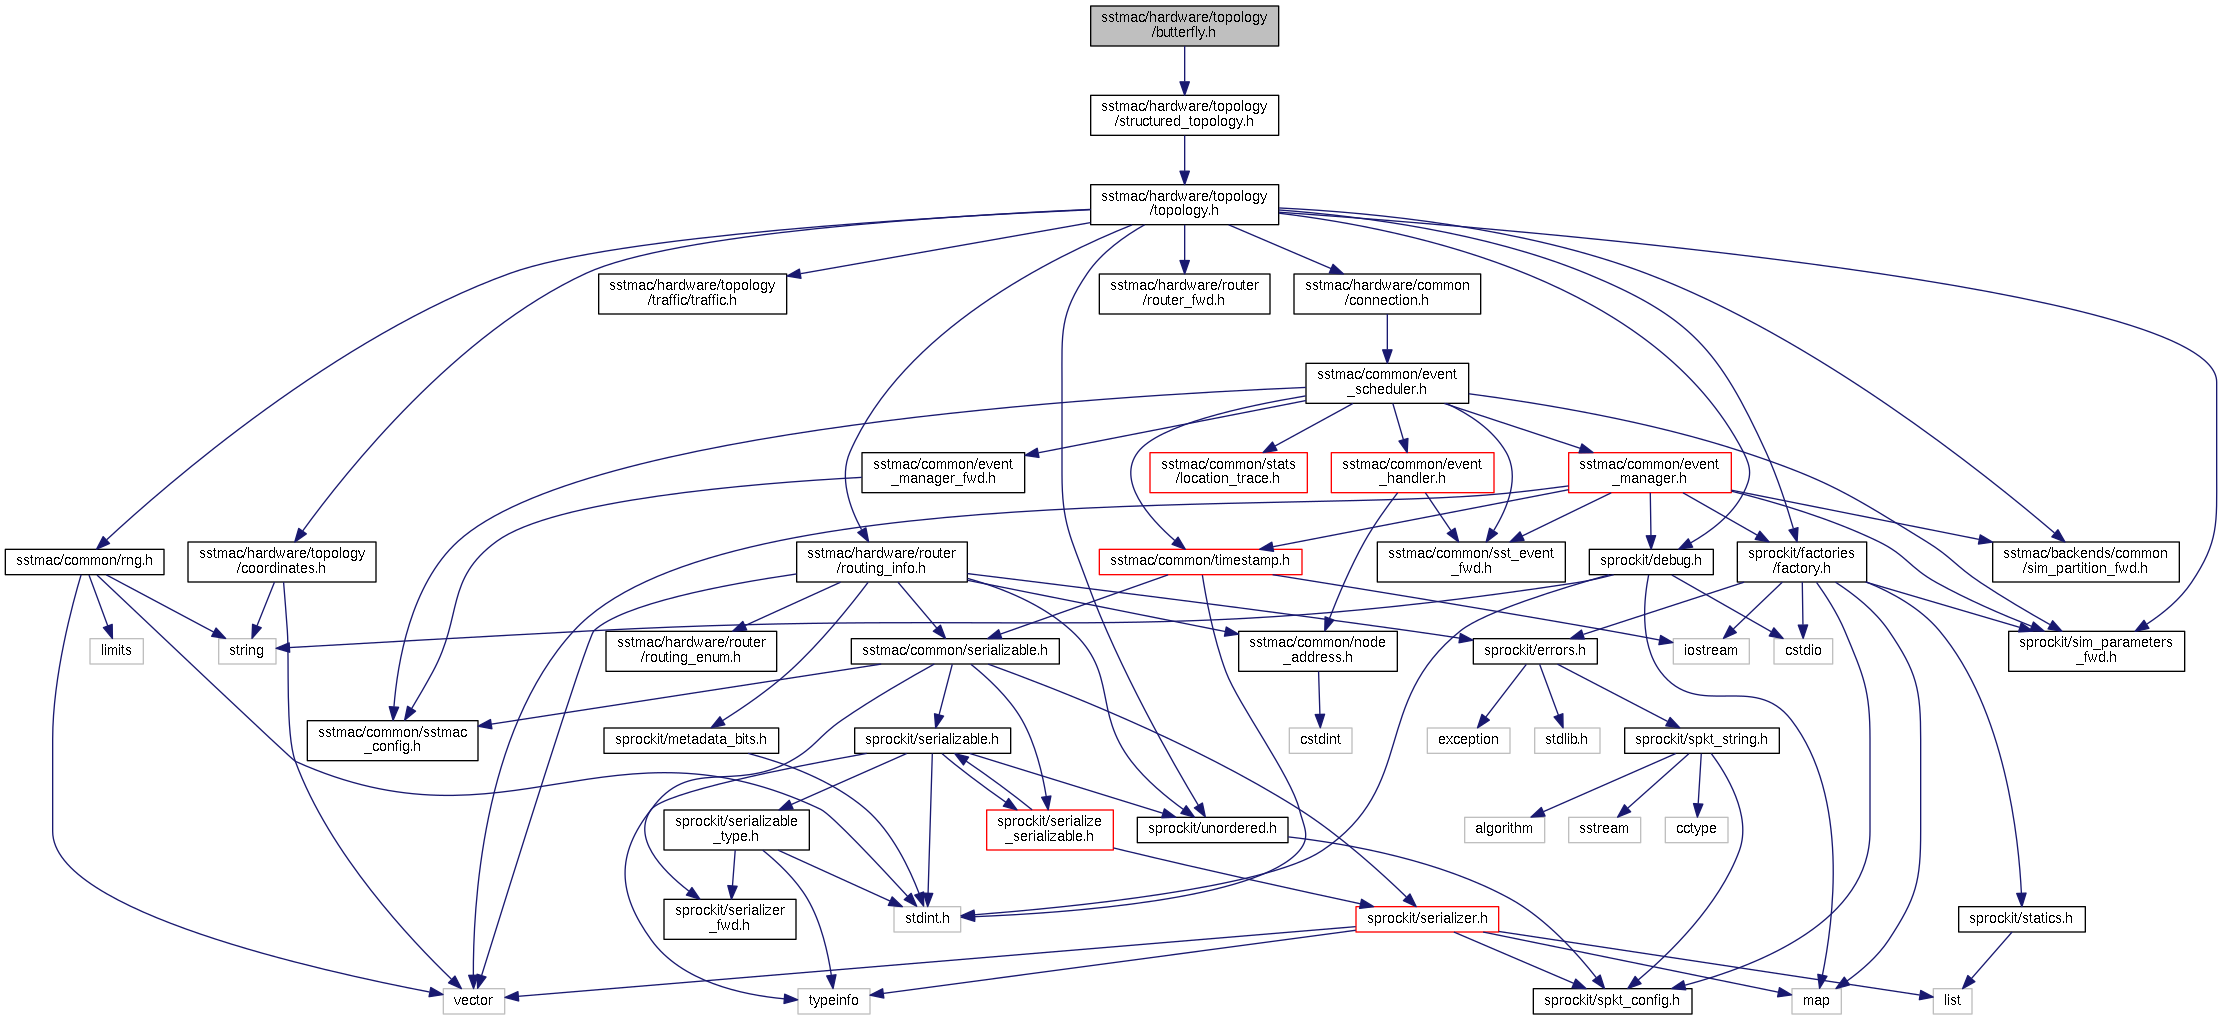 sstmac/hardware/topology
/butterfly.h
sstmac/hardware/topology
/structured_topology.h
sstmac/hardware/topology
/topology.h
sstmac/hardware/topology
/traffic/traffic.h
sstmac/hardware/router
/router_fwd.h
sstmac/hardware/common
/connection.h
sstmac/common/event
_scheduler.h
sstmac/common/event
_manager_fwd.h
sstmac/common/stats
/location_trace.h
sstmac/common/event
_handler.h
sstmac/common/event
_manager.h
sstmac/common/rng.h
sstmac/hardware/topology
/coordinates.h
sstmac/hardware/router
/routing_info.h
sstmac/common/timestamp.h
sstmac/common/sst_event
_fwd.h
sprockit/debug.h
sprockit/factories
/factory.h
sstmac/backends/common
/sim_partition_fwd.h
limits
string
sstmac/hardware/router
/routing_enum.h
sstmac/common/serializable.h
sstmac/common/node
_address.h
sprockit/errors.h
iostream
cstdio
sprockit/sim_parameters
_fwd.h
sstmac/common/sstmac
_config.h
sprockit/metadata_bits.h
sprockit/serializable.h
cstdint
exception
stdlib.h
sprockit/spkt_string.h
sprockit/serializable
_type.h
sprockit/serialize
_serializable.h
sprockit/unordered.h
algorithm
sstream
cctype
sprockit/serializer
_fwd.h
stdint.h
sprockit/serializer.h
sprockit/statics.h
vector
typeinfo
sprockit/spkt_config.h
map
list